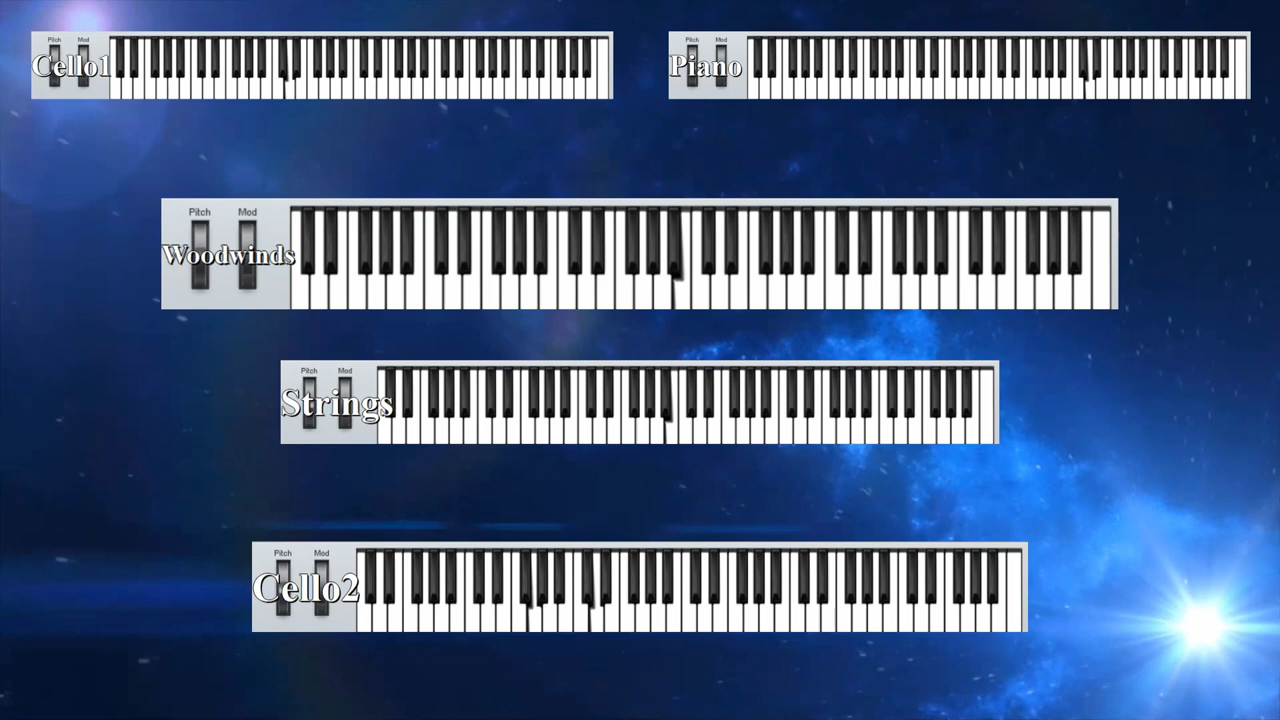 Pitch Mod
Cello1
Pitch Mod
Piano
Pitch Mod
Woodwinds
Pitch Mod
Strings
Pitch Mod
Cello2